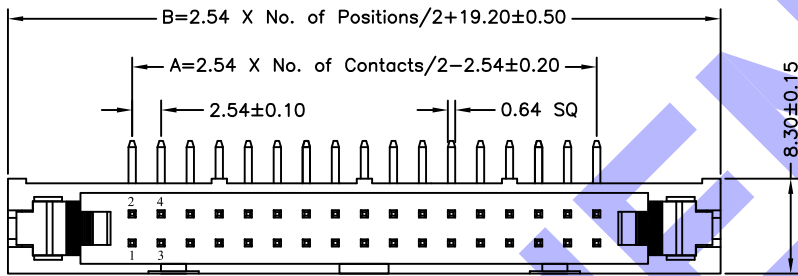 B=2.54 X No. of Positions/2+19.20±0.50
A=2.54 X No. of Contacts/2-2.54±0.20
2.54±0.10
0.64 SQ
8.30±0.15
2 4
1 3